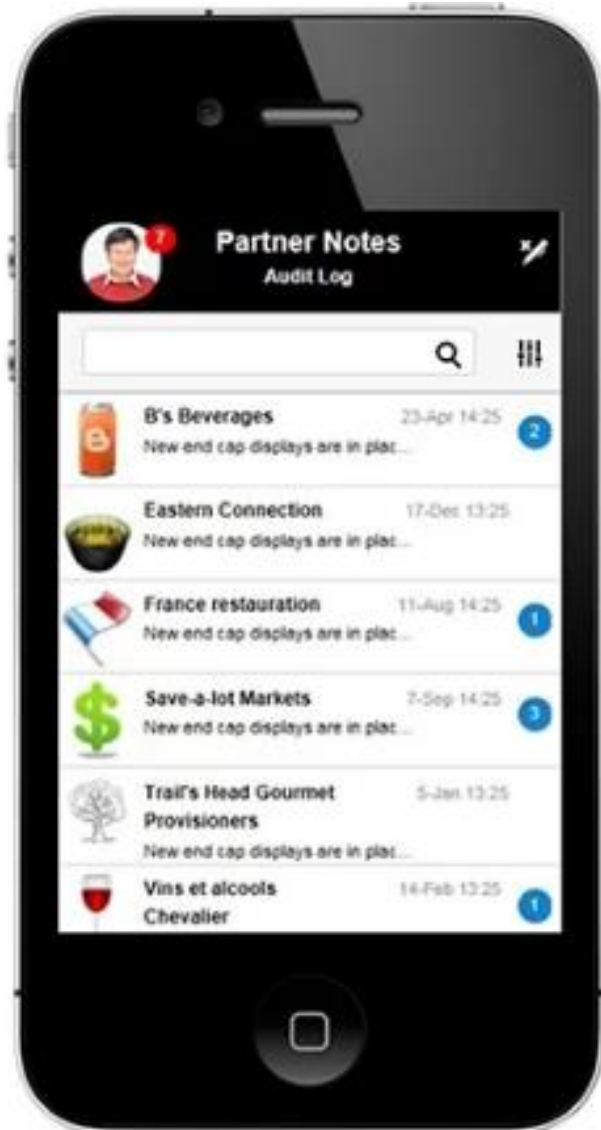 7
Partner Notes
Audit Log
B's Beverages 23-Apr 14:25
2
New end cap displays are in plac...
Eastern Connection 17-Dec 13:25
New end cap displays are in plac...
France restauration 11-Aug 14:25
1
New end cap displays are in plac...
Save-a-lot Markets 7-Sep 14:25
3
New end cap displays are in plac...
Trail's Head Gourmet 5-Jan 13:25
Provisioners
New end cap displays are in plac...
Vins et alcools 14-Feb 13:25
1
Chevalier